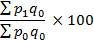 ∑ p₁q₀
――― × 100
∑ p₀q₀